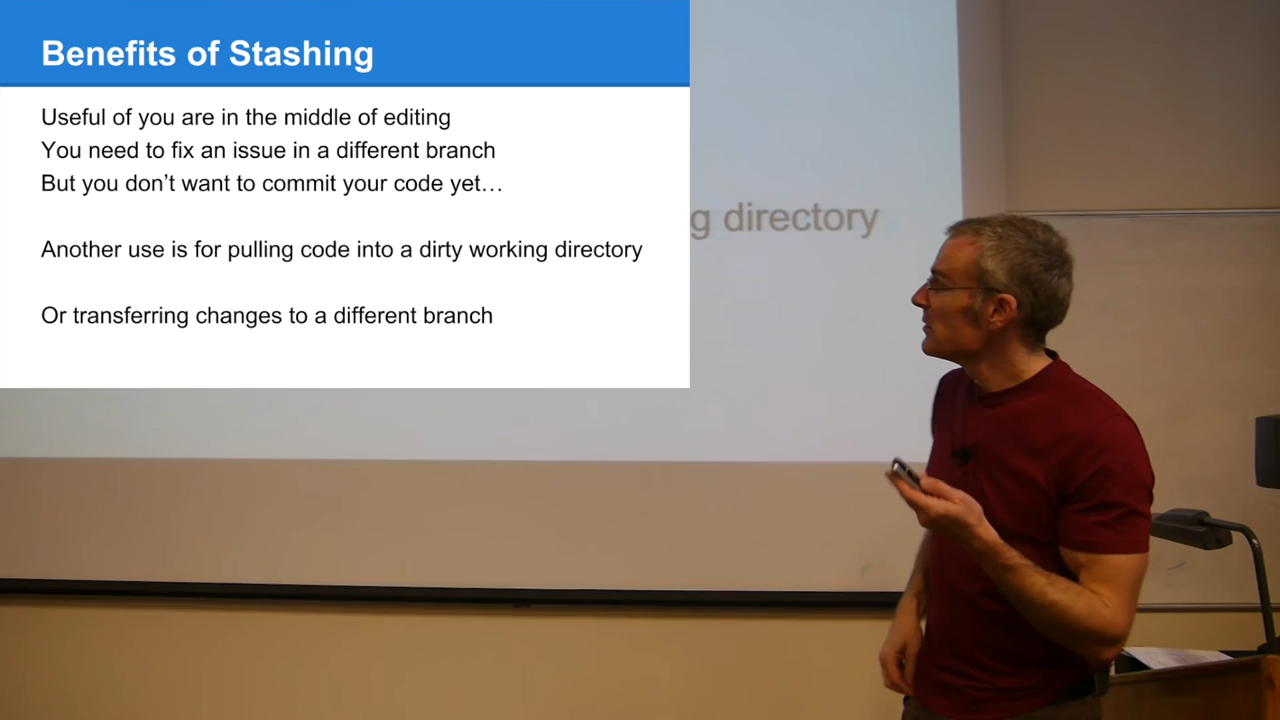 Benefits of Stashing
Useful of you are in the middle of editing
You need to fix an issue in a different branch
But you don't want to commit your code yet…
Another use is for pulling code into a dirty working directory
Or transferring changes to a different branch
g directory